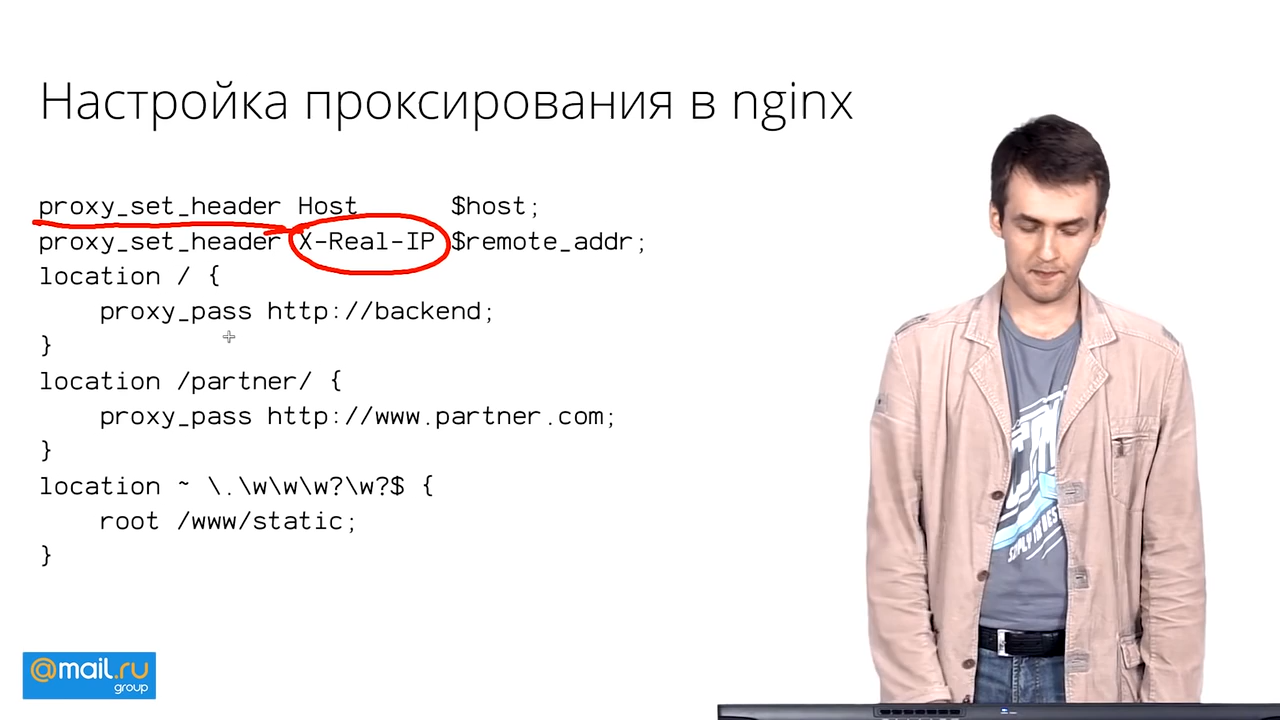 Настройка проксирования в nginx
proxy_set_header Host $host;
proxy_set_header X-Real-IP $remote_addr;
location / {
proxy_pass http://backend;
}
location /partner/ {
proxy_pass http://www.partner.com;
}
location ~ \.\w\w\w?\w?$ {
root /www/static;
}
@mail.ru
group